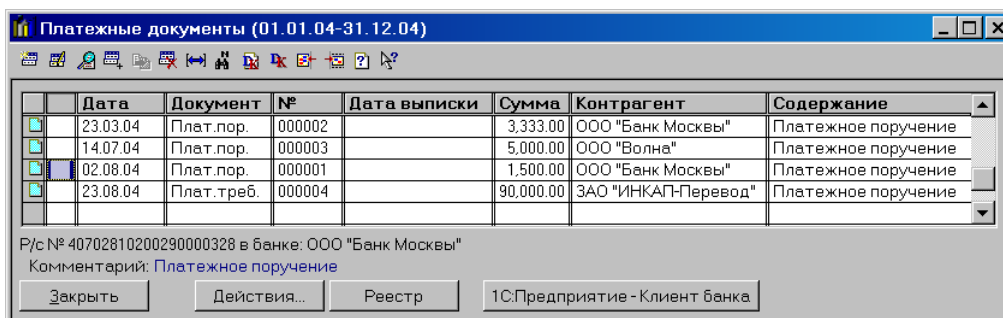 Платежные документы (01.01.04-31.12.04)
Дата Документ № Дата выписки Сумма Контрагент Содержание
23.03.04 Плат.пор. 000002 3,333.00 ООО "Банк Москвы" Платежное поручение
14.07.04 Плат.пор. 000003 5,000.00 ООО "Волна" Платежное поручение
02.08.04 Плат.пор. 000001 1,500.00 ООО "Банк Москвы" Платежное поручение
23.08.04 Плат.треб. 000004 90,000.00 ЗАО "ИНКАП-Перевод" Платежное поручение
Р/с № 40702810200290000328 в банке: ООО "Банк Москвы"
Комментарий: Платежное поручение
Закрыть Действия... Реестр 1С:Предприятие - Клиент банка